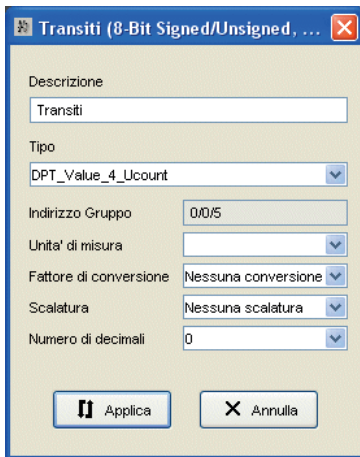 Transiti (8-Bit Signed/Unsigned, ...
Descrizione
Transiti
Tipo
DPT_Value_4_Ucount
Indirizzo Gruppo 0/0/5
Unita' di misura
Fattore di conversione Nessuna conversione
Scalatura Nessuna scalatura
Numero di decimali 0
Applica Annulla